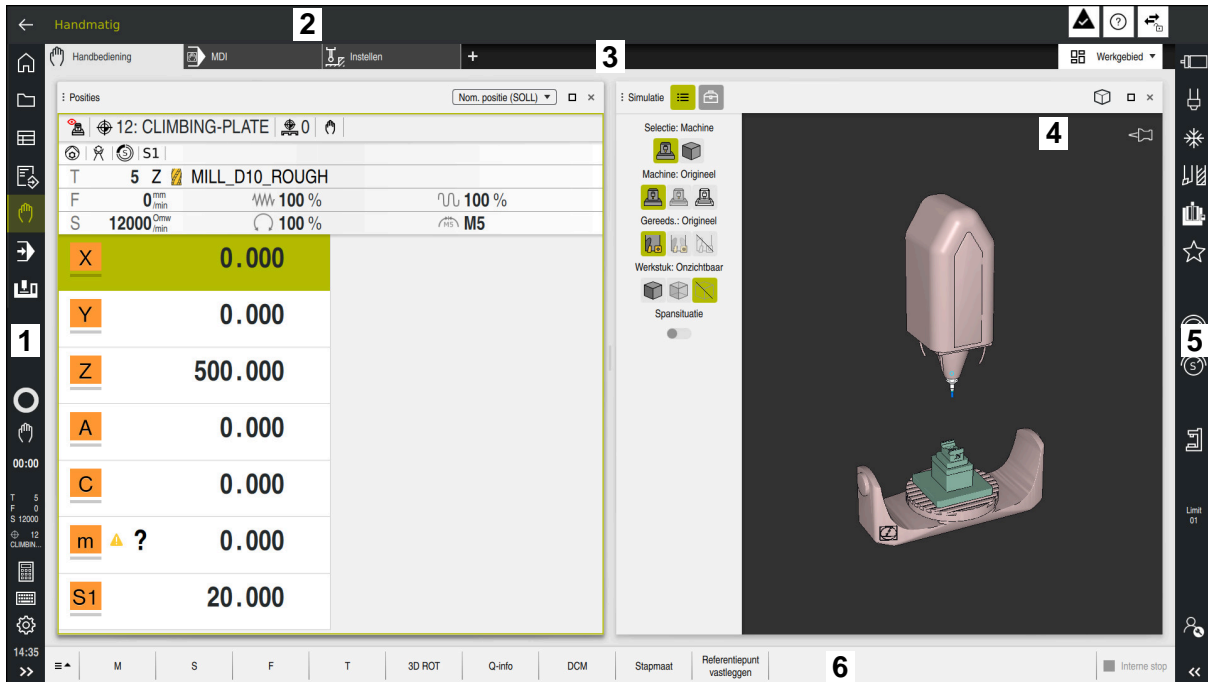 Handmatig
2
Handbediening
MDI
Instellen
+
3
Werkgebied
Posities
Nom. positie (SOLL)
12: CLIMBING-PLATE
0
S1
T 5 Z MILL_D10_ROUGH
F 0 mm/min 100 % 100 %
S 12000 Omw/min 100 % M5
X 0.000
Y 0.000
Z 500.000
A 0.000
C 0.000
m ? 0.000
S1 20.000
Simulatie
Selectie: Machine
Machine: Origineel
Gereeds.: Origineel
Werkstuk: Onzichtbaar
Spansituatie
4
1
00:00
T 5
F 0
S 12000
12
CLIMBIN...
14:35
5
S
Limit
01
M
S
F
T
3D ROT
Q-info
DCM
Stapmaat
Referentiepunt
vastleggen
6
Interne stop